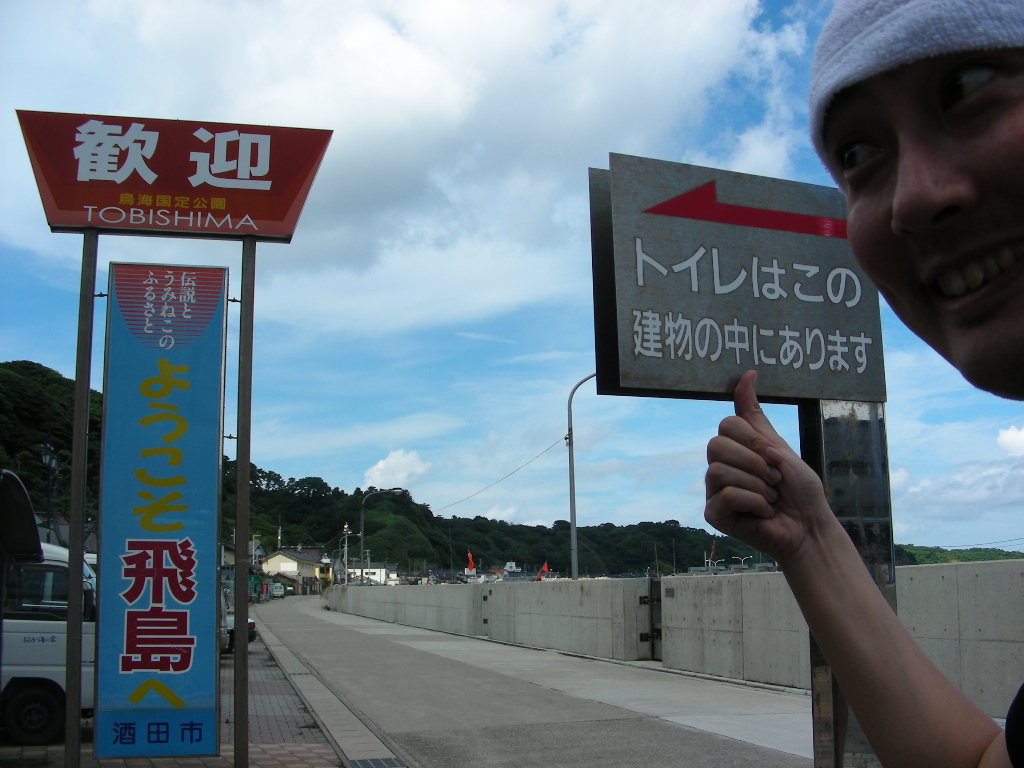 歓迎
鳥海国定公園
TOBISHIMA
伝説と
うみねこの
ふるさと
ようこそ飛島へ
酒田市
トイレはこの
建物の中にあります